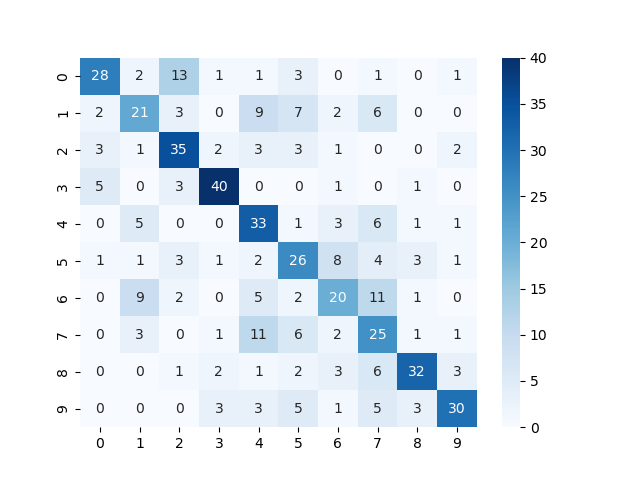 0 28 2 13 1 1 3 0 1 0 1
1 2 21 3 0 9 7 2 6 0 0
2 3 1 35 2 3 3 1 0 0 2
3 5 0 3 40 0 0 1 0 1 0
4 0 5 0 0 33 1 3 6 1 1
5 1 1 3 1 2 26 8 4 3 1
6 0 9 2 0 5 2 20 11 1 0
7 0 3 0 1 11 6 2 25 1 1
8 0 0 1 2 1 2 3 6 32 3
9 0 0 0 3 3 5 1 5 3 30
0 1 2 3 4 5 6 7 8 9
40
35
30
25
20
15
10
5
0